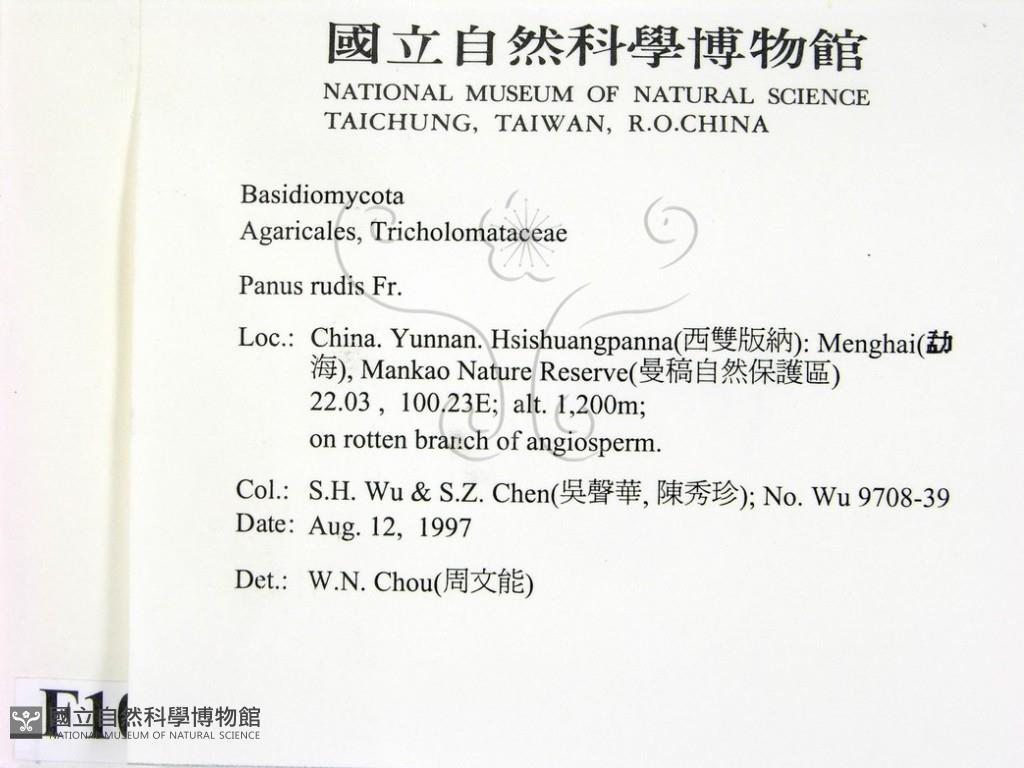 國立自然科學博物館
NATIONAL MUSEUM OF NATURAL SCIENCE
TAICHUNG, TAIWAN, R.O.CHINA
Basidiomycota
Agaricales, Tricholomataceae
Panus rudis Fr.
Loc.: China. Yunnan. Hsishuangpanna(西雙版納): Menghai(勐
海), Mankao Nature Reserve(曼稿自然保護區)
22.03 , 100.23E; alt. 1,200m;
on rotten branch of angiosperm.
Col.: S.H. Wu & S.Z. Chen(吳聲華, 陳秀珍); No. Wu 9708-39
Date: Aug. 12, 1997
Det.: W.N. Chou(周文能)
國立自然科學博物館
NATIONAL MUSEUM OF NATURAL SCIENCE